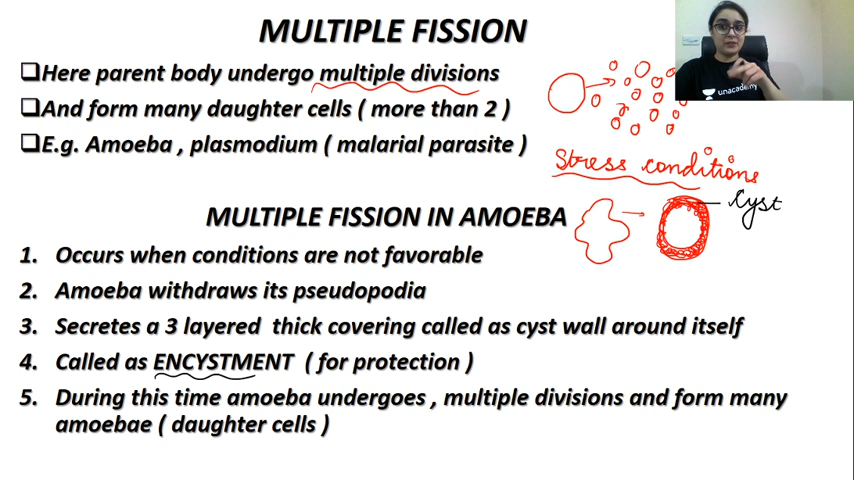 MULTIPLE FISSION
❑Here parent body undergo multiple divisions
❑And form many daughter cells ( more than 2 )
❑E.g. Amoeba , plasmodium ( malarial parasite )
unacademy
Stress conditions
Cyst
MULTIPLE FISSION IN AMOEBA
1. Occurs when conditions are not favorable
2. Amoeba withdraws its pseudopodia
3. Secretes a 3 layered thick covering called as cyst wall around itself
4. Called as ENCYSTMENT ( for protection )
5. During this time amoeba undergoes , multiple divisions and form many
amoebae ( daughter cells )